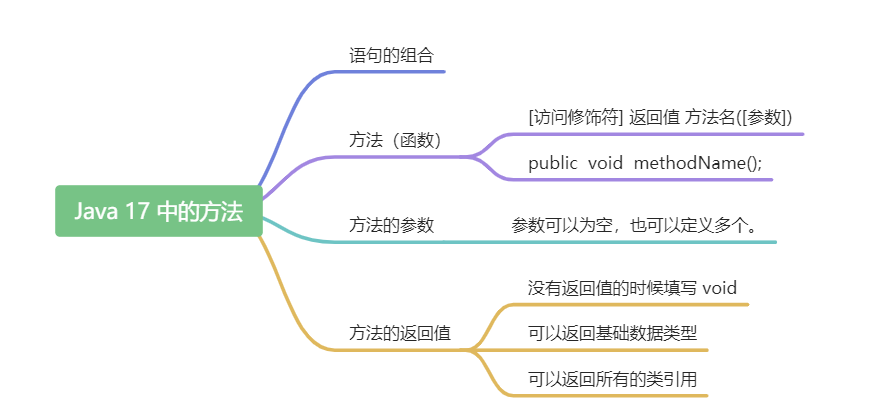 Java 17 中的方法
语句的组合
方法（函数）
[访问修饰符] 返回值 方法名([参数])
public void methodName();
方法的参数
参数可以为空，也可以定义多个。
方法的返回值
没有返回值的时候填写 void
可以返回基础数据类型
可以返回所有的类引用